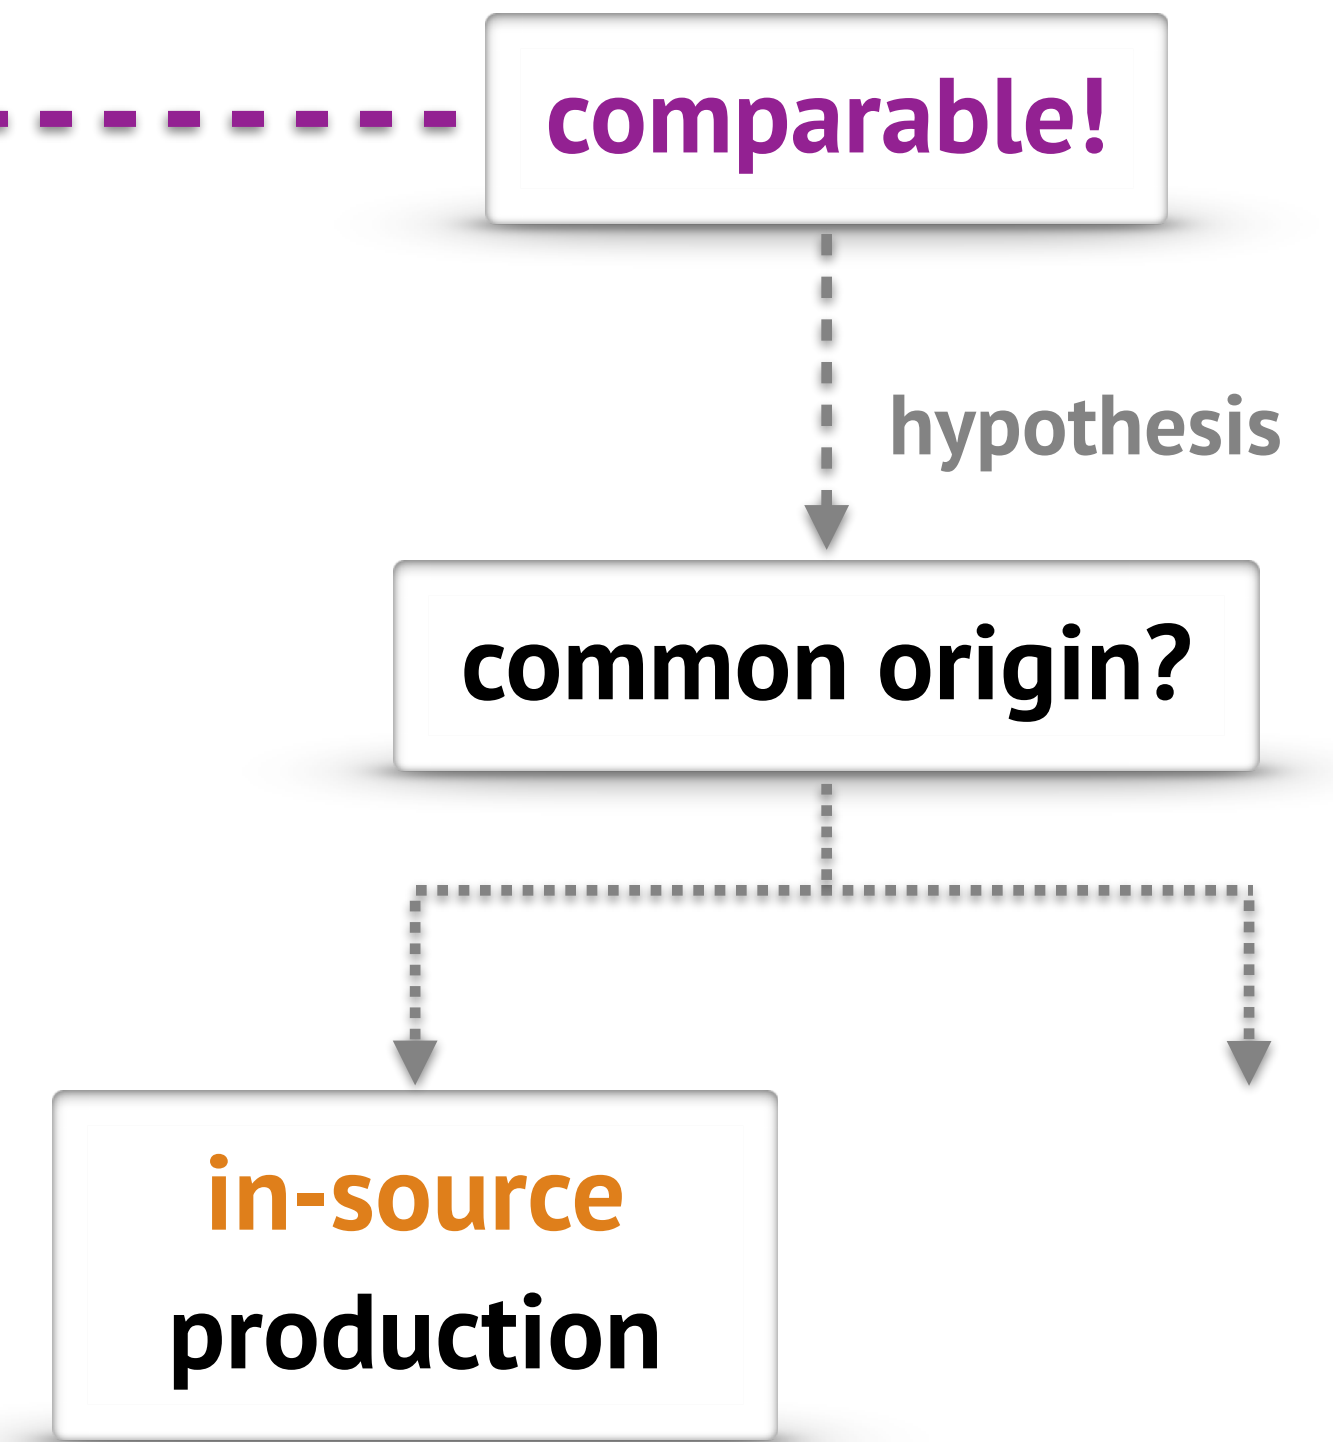 comparable!
hypothesis
common origin?
in-source
production